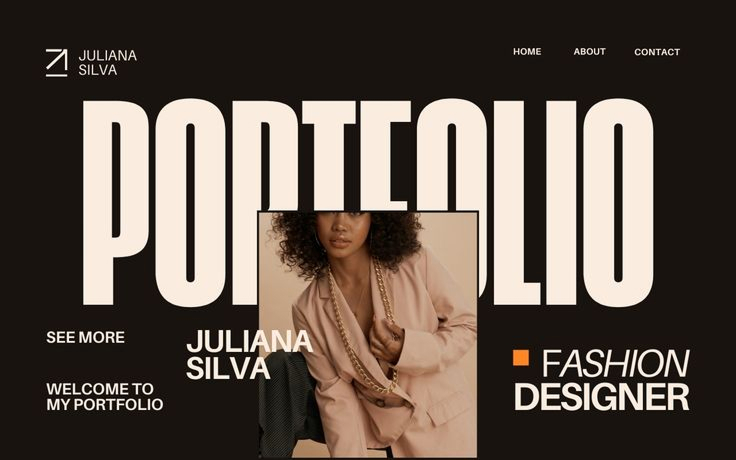 JULIANA
SILVA
HOME
ABOUT
CONTACT
PORTFOLIO
SEE MORE
JULIANA
SILVA
WELCOME TO
MY PORTFOLIO
FASHION
DESIGNER